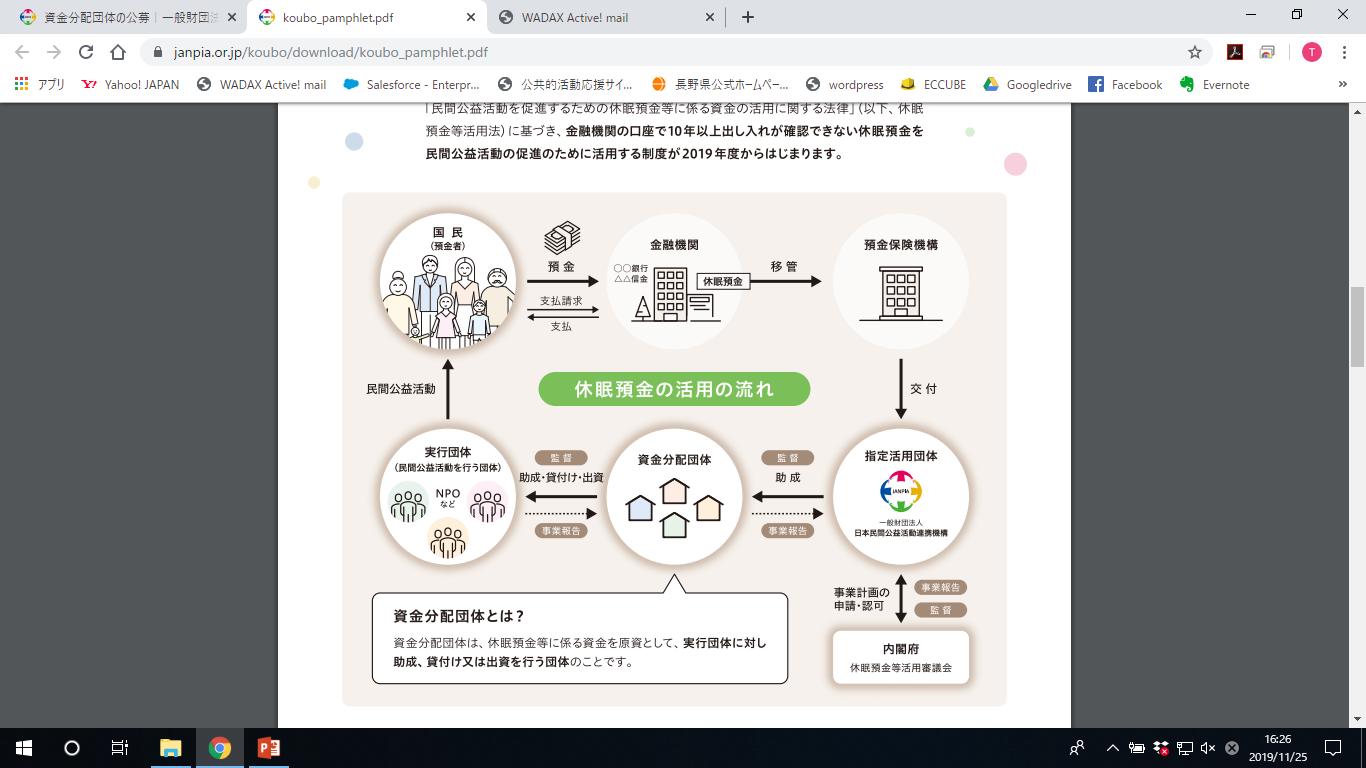 資金分配団体の公募｜一般財団法
koubo_pamphlet.pdf
WADAX Active! mail
janpia.or.jp/koubo/download/koubo_pamphlet.pdf
T
アプリ
Yahoo! JAPAN
WADAX Active! mail
Salesforce - Enterpr...
公共的活動応援サイ...
長野県公式ホームペー...
wordpress
ECCUBE
Googledrive
Facebook
Evernote
»
「民間公益活動を促進するための休眠預金等に係る資金の活用に関する法律」（以下、休眠
預金等活用法）に基づき、金融機関の口座で10年以上出し入れが確認できない休眠預金を
民間公益活動の促進のために活用する制度が2019年度からはじまります。
国民
（預金者）
預金
支払請求
支払
金融機関
○○銀行
△△信金
休眠預金
移管
預金保険機構
民間公益活動
休眠預金の活用の流れ
交付
実行団体
（民間公益活動を行う団体）
NPO
など
監督
助成・貸付け・出資
事業報告
資金分配団体
監督
助成
事業報告
指定活用団体
JANPIA
一般財団法人
日本民間公益活動連携機構
資金分配団体とは？
資金分配団体は、休眠預金等に係る資金を原資として、実行団体に対し
助成、貸付け又は出資を行う団体のことです。
事業計画の
申請・認可
事業報告
監督
内閣府
休眠預金等活用審議会
16:26
2019/11/25